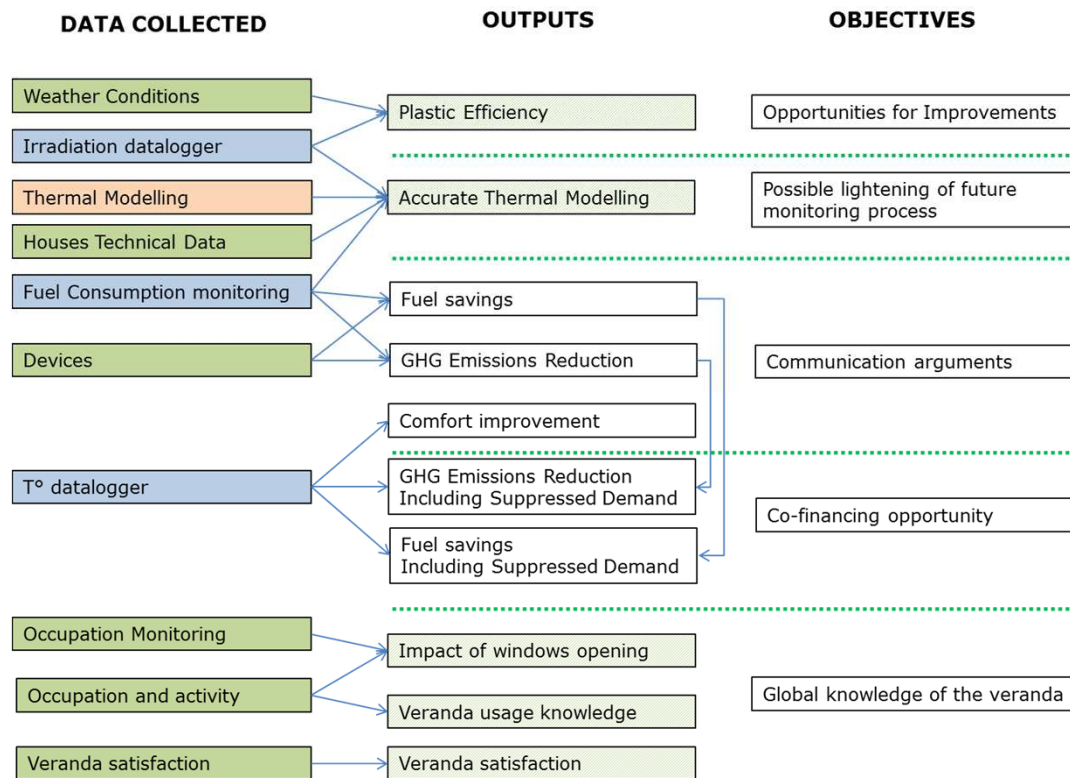 DATA COLLECTED
Weather Conditions
Irradiation datalogger
Thermal Modelling
Houses Technical Data
Fuel Consumption monitoring
Devices
T° datalogger
Occupation Monitoring
Occupation and activity
Veranda satisfaction
OUTPUTS
Plastic Efficiency
Accurate Thermal Modelling
Fuel savings
GHG Emissions Reduction
Comfort improvement
GHG Emissions Reduction
Including Suppressed Demand
Fuel savings
Including Suppressed Demand
Impact of windows opening
Veranda usage knowledge
Veranda satisfaction
OBJECTIVES
Opportunities for Improvements
Possible lightening of future
monitoring process
Communication arguments
Co-financing opportunity
Global knowledge of the veranda